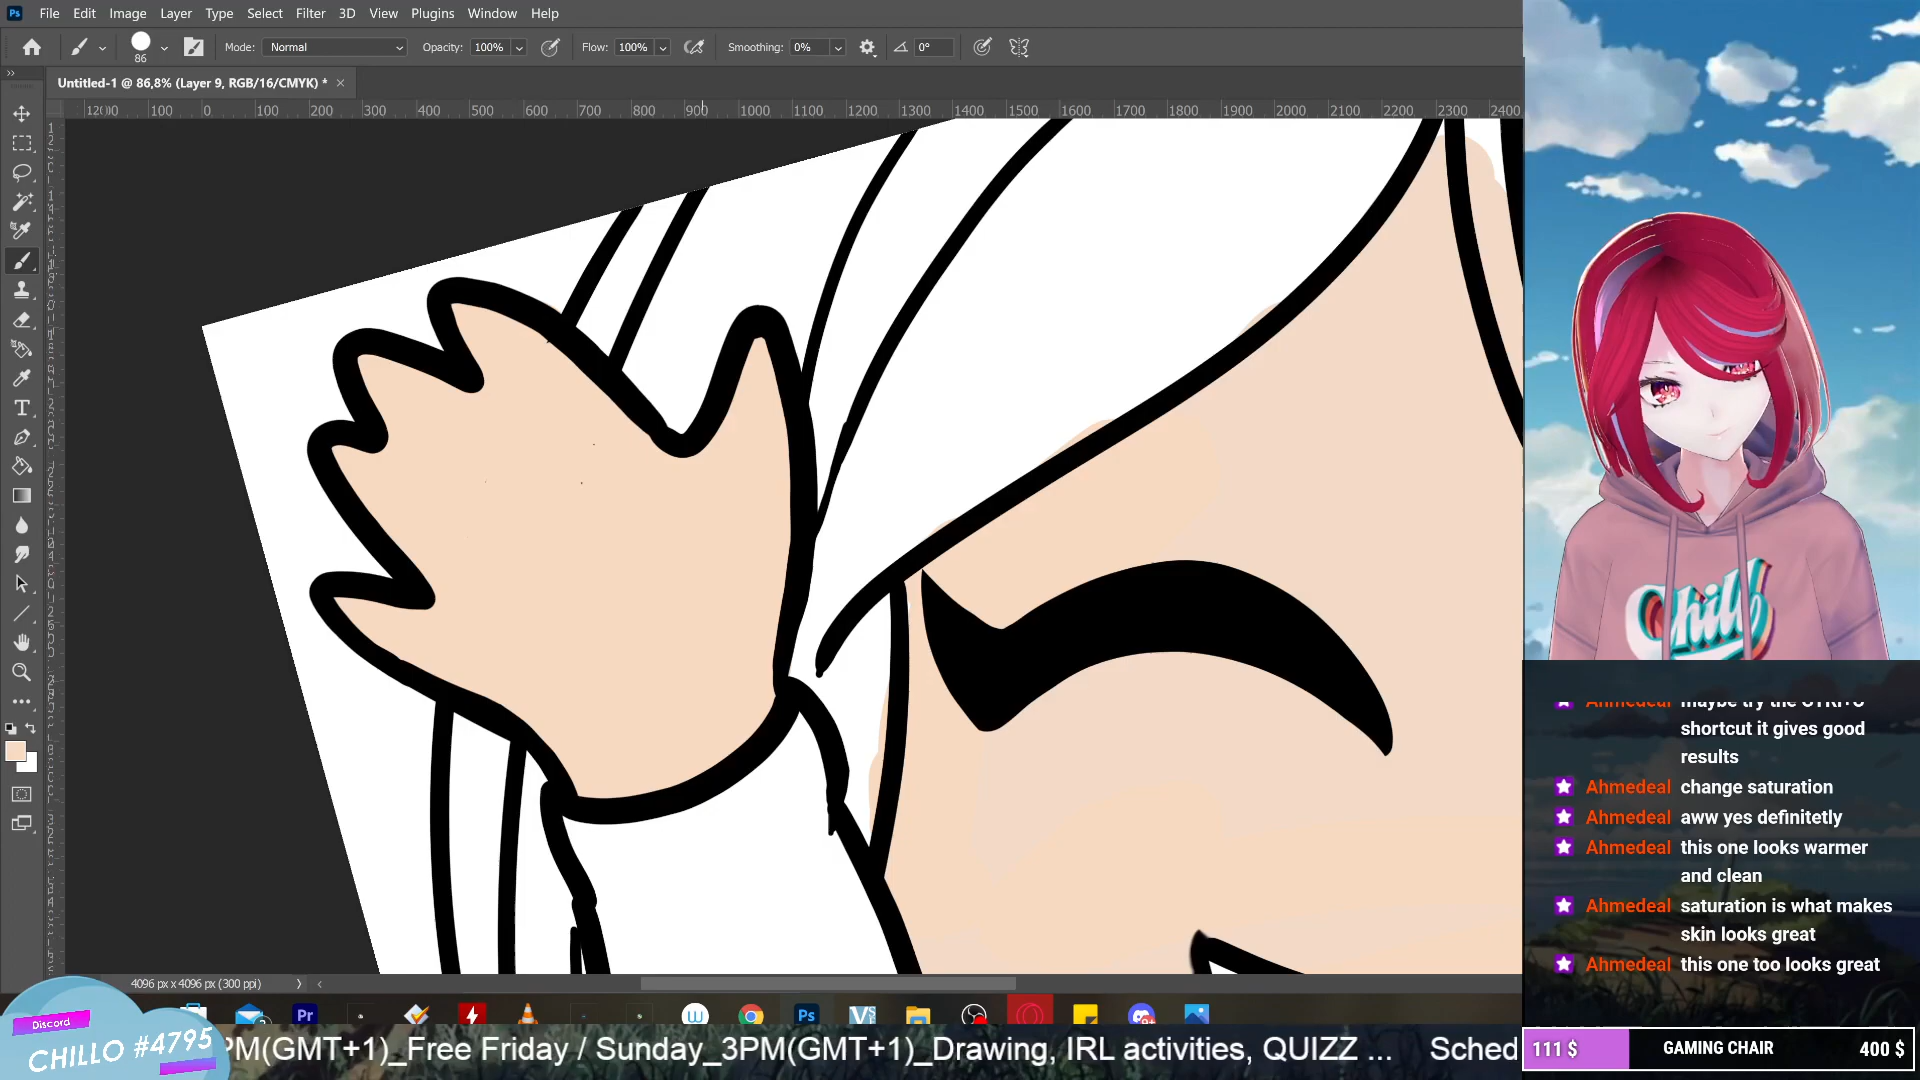 Ps File Edit Image Layer Type Select Filter 3D View Plugins Window Help
86 Mode: Normal Opacity: 100% Flow: 100% Smoothing: 0% 0°
Untitled-1 @ 86,8% (Layer 9, RGB/16/CMYK) * ×
100 0 100 200 300 400 500 600 700 800 900 1000 1100 1200 1300 1400 1500 1600 1700 1800 1900 2000 2100 2200 2300 2400
Chill
shortcut it gives good
results
Ahmedeal change saturation
Ahmedeal aww yes definitetly
Ahmedeal this one looks warmer
and clean
Ahmedeal saturation is what makes
skin looks great
Ahmedeal this one too looks great
4096 px x 4096 px (300 ppi)
Pr Ps
Discord
CHILLO #4795
PM(GMT+1)_Free Friday / Sunday_3PM(GMT+1)_Drawing, IRL activities, QUIZZ ... Sched
111 $ GAMING CHAIR 400 $